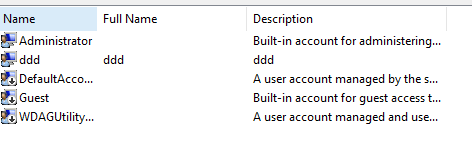 Name Full Name Description
Administrator Built-in account for administering...
ddd ddd ddd
DefaultAcco... A user account managed by the s...
Guest Built-in account for guest access t...
WDAGUtility... A user account managed and use...